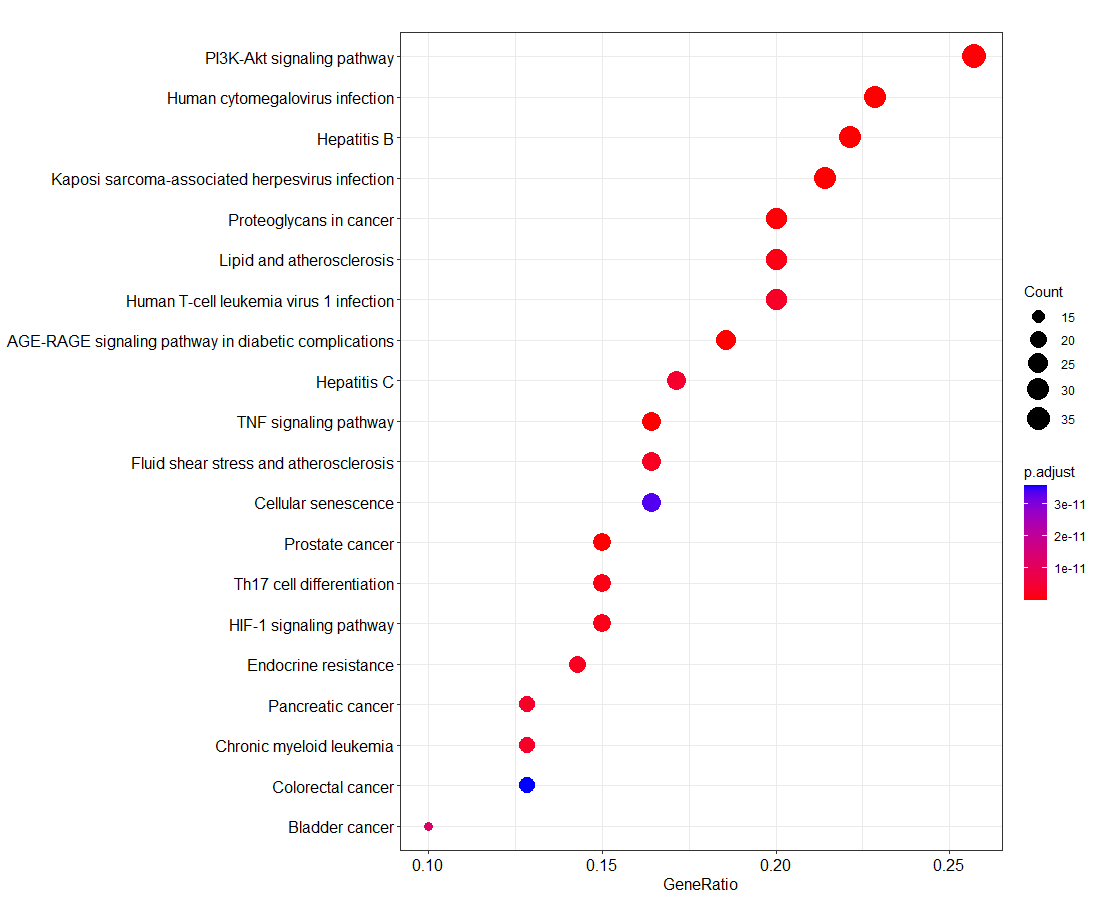 PI3K-Akt signaling pathway
Human cytomegalovirus infection
Hepatitis B
Kaposi sarcoma-associated herpesvirus infection
Proteoglycans in cancer
Lipid and atherosclerosis
Human T-cell leukemia virus 1 infection
AGE-RAGE signaling pathway in diabetic complications
Hepatitis C
TNF signaling pathway
Fluid shear stress and atherosclerosis
Cellular senescence
Prostate cancer
Th17 cell differentiation
HIF-1 signaling pathway
Endocrine resistance
Pancreatic cancer
Chronic myeloid leukemia
Colorectal cancer
Bladder cancer
0.10 0.15 0.20 0.25
GeneRatio
Count
15
20
25
30
35
p.adjust
3e-11
2e-11
1e-11